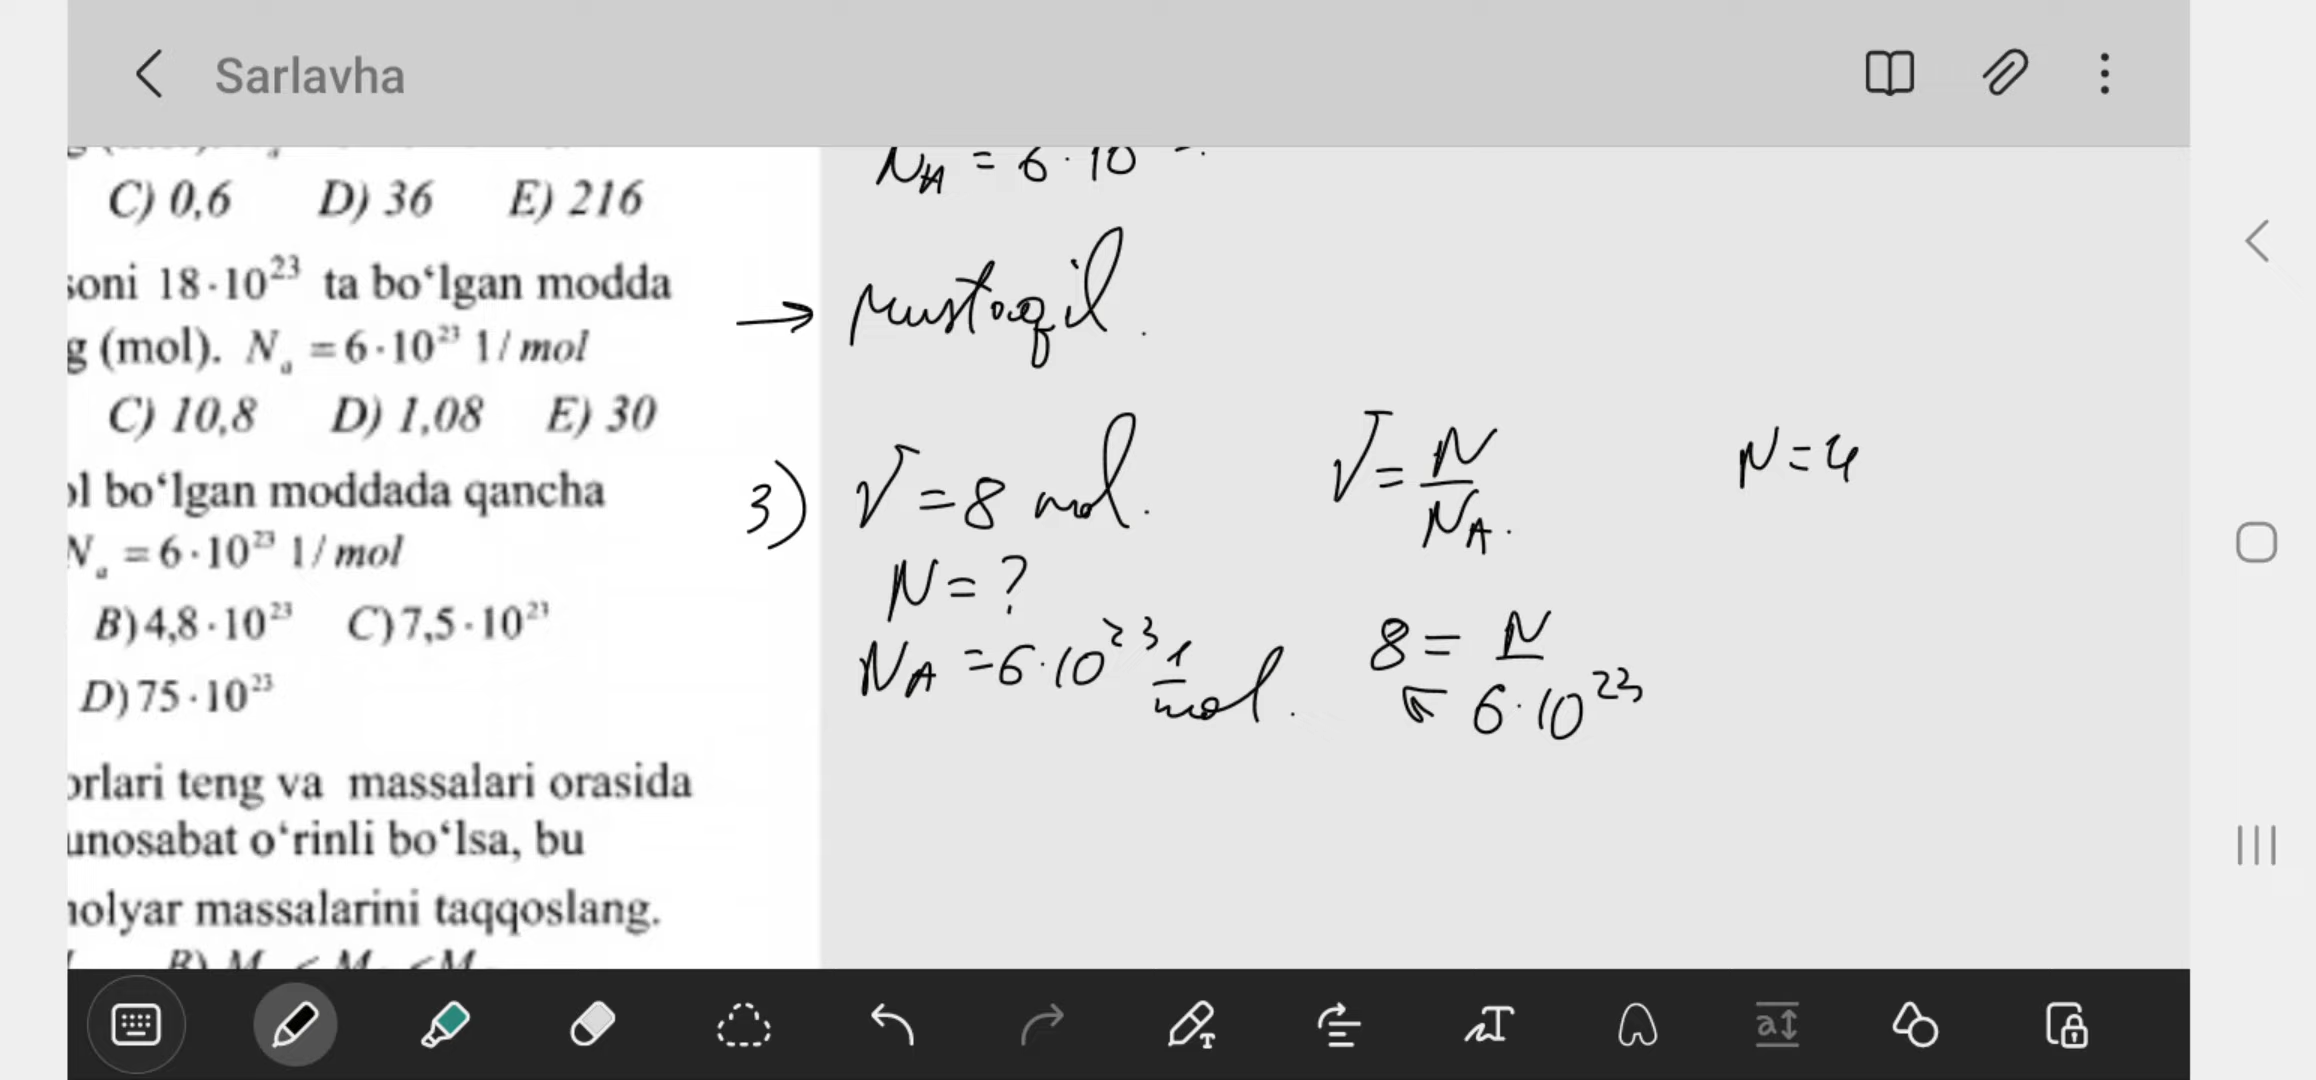 Sarlavha
C) 0,6 D) 36 E) 216
soni 18·10²³ ta bo‘lgan modda
g (mol). Nₐ = 6·10²³ 1/mol
C) 10,8 D) 1,08 E) 30
ol bo‘lgan moddada qancha
Nₐ = 6·10²³ 1/mol
B) 4,8·10²³ C) 7,5·10²³
D) 75·10²³
orlari teng va massalari orasida
unosabat o‘rinli bo‘lsa, bu
molyar massalarini taqqoslang.
N_A = 6·10
→ Mustaqil.
3) ν = 8 mol.
N = ?
N_A = 6·10²³ 1/mol.
ν = N/N_A.
8 = N/6·10²³
N = 4